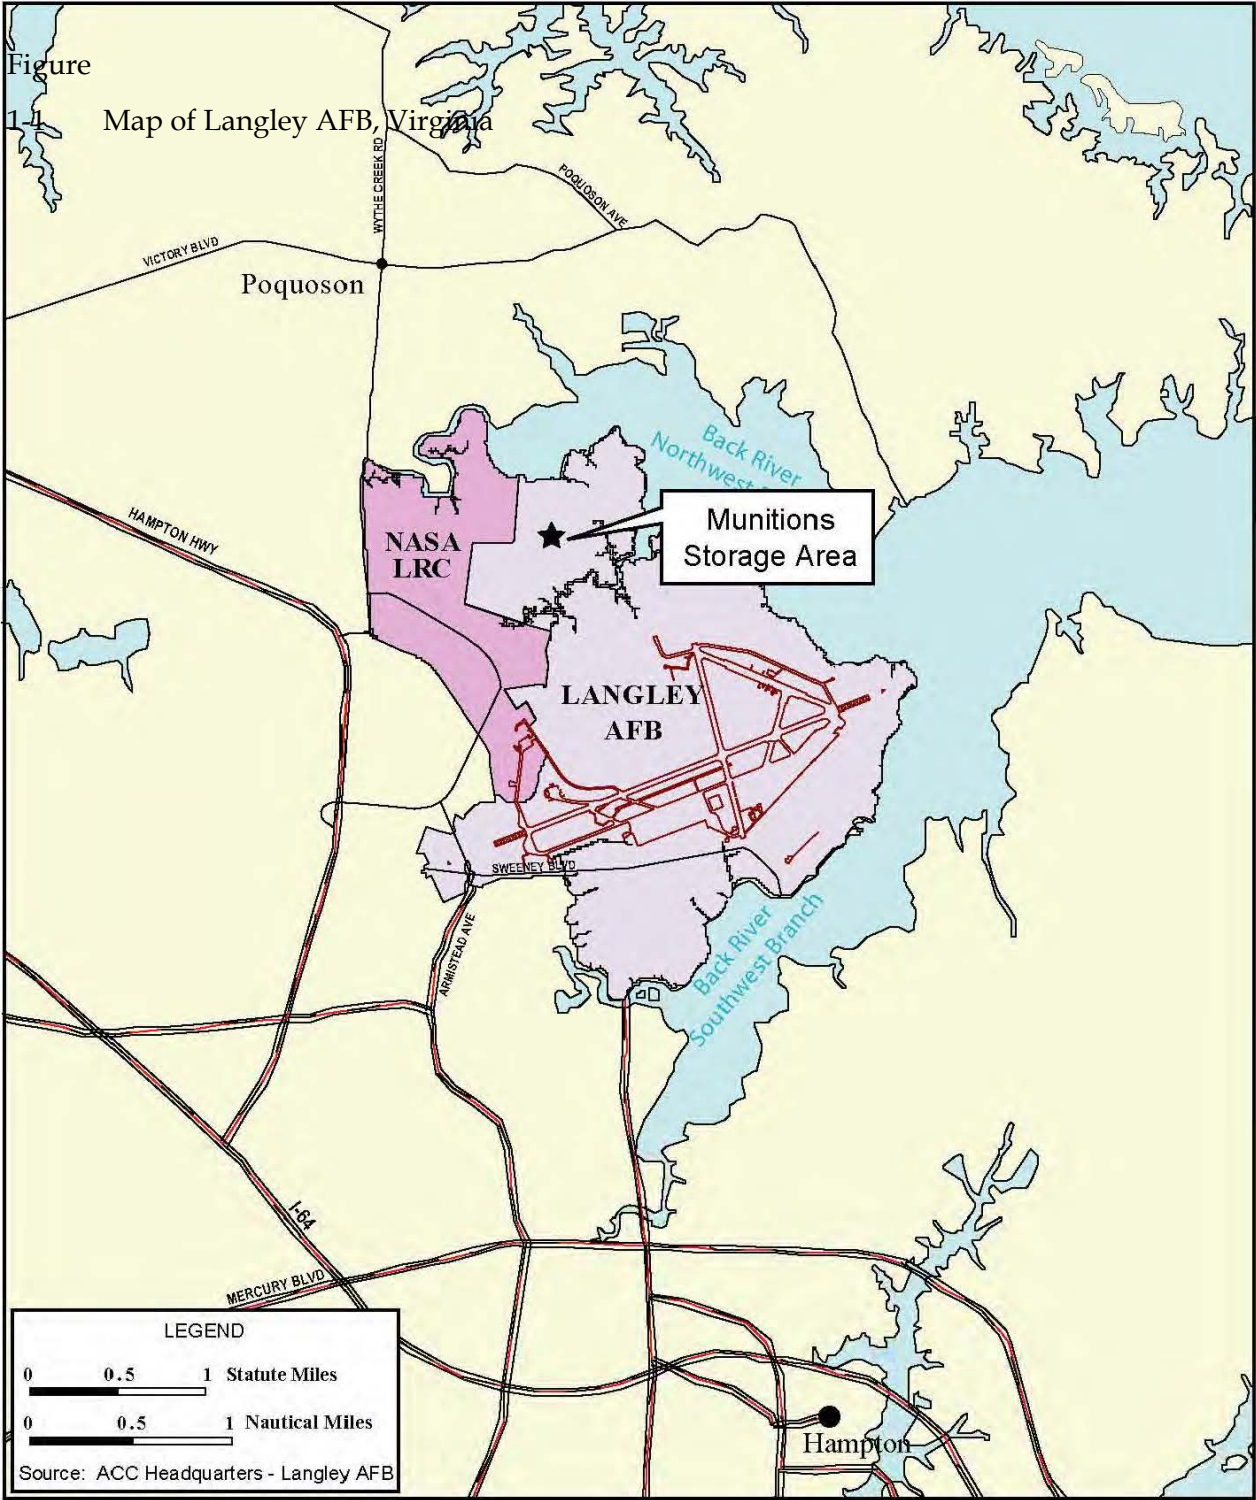 Figure
1-1 Map of Langley AFB, Virginia
WYTHE CREEK RD
POQUOSON AVE
VICTORY BLVD
Poquoson
Back River
Northwest
HAMPTON HWY
Munitions
Storage Area
NASA
LRC
LANGLEY
AFB
SWEENEY BLVD
ARMISTEAD AVE
Back River
Southwest Branch
I-64
MERCURY BLVD
LEGEND
0 0.5 1 Statute Miles
0 0.5 1 Nautical Miles
Source: ACC Headquarters - Langley AFB
Hampton